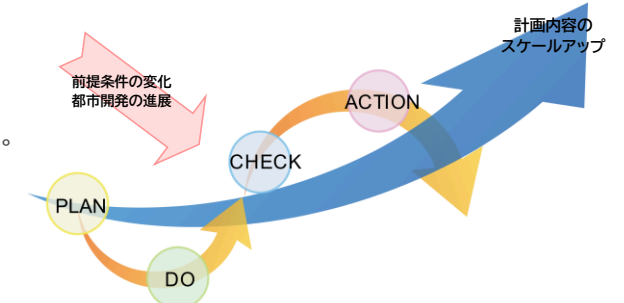 計画内容の
スケールアップ
前提条件の変化
都市開発の進展
ACTION
。
CHECK
PLAN
DO